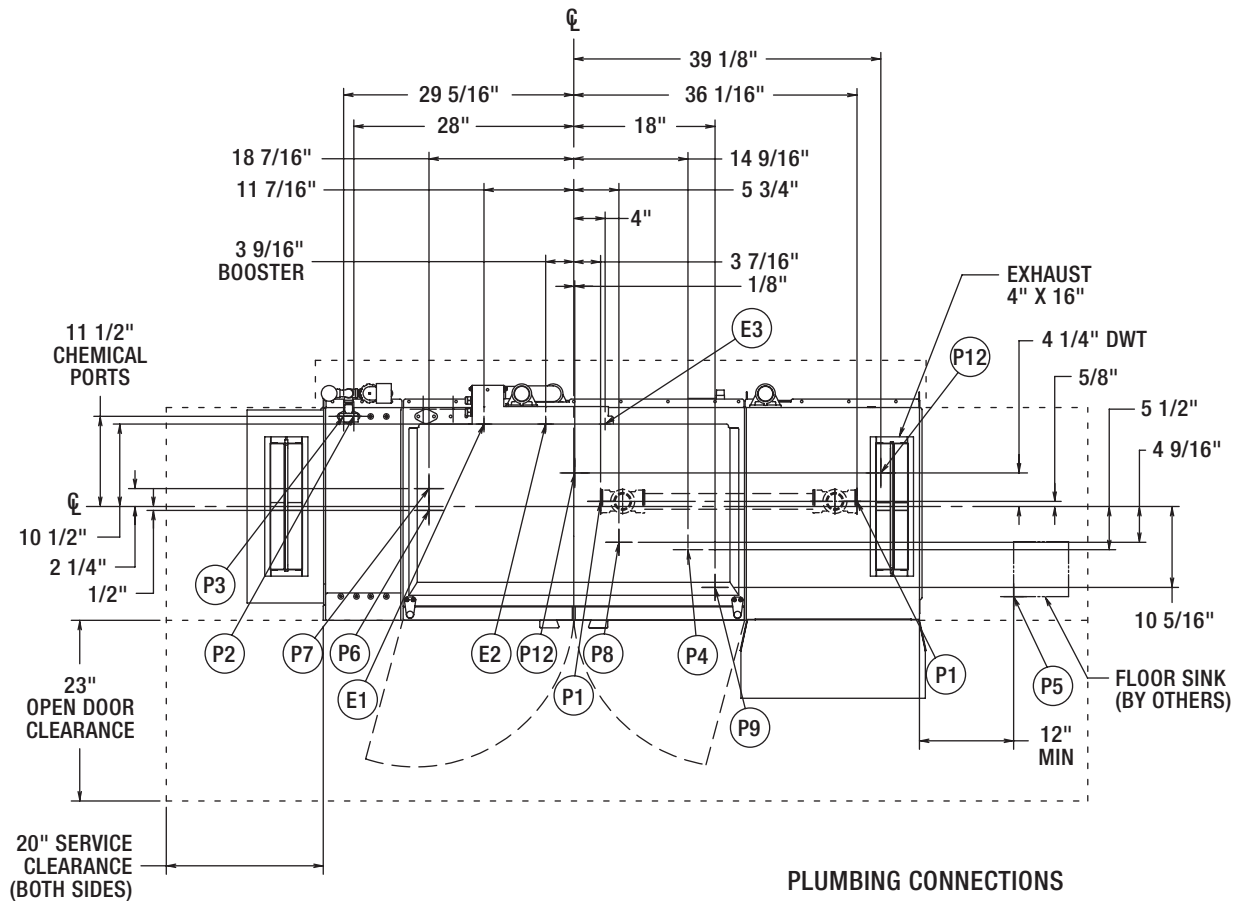 ℄
39 1/8"
29 5/16"
36 1/16"
28"
18"
18 7/16"
14 9/16"
11 7/16"
5 3/4"
4"
3 9/16"
BOOSTER
3 7/16"
1/8"
EXHAUST
4" X 16"
E3
11 1/2"
CHEMICAL
PORTS
4 1/4" DWT
P12
5/8"
5 1/2"
4 9/16"
℄
10 1/2"
2 1/4"
1/2"
P3
10 5/16"
P2
P7
P6
E2
P12
P8
P4
P1
P5
FLOOR SINK
(BY OTHERS)
E1
P1
P9
23"
OPEN DOOR
CLEARANCE
12"
MIN
20" SERVICE
CLEARANCE
(BOTH SIDES)
PLUMBING CONNECTIONS